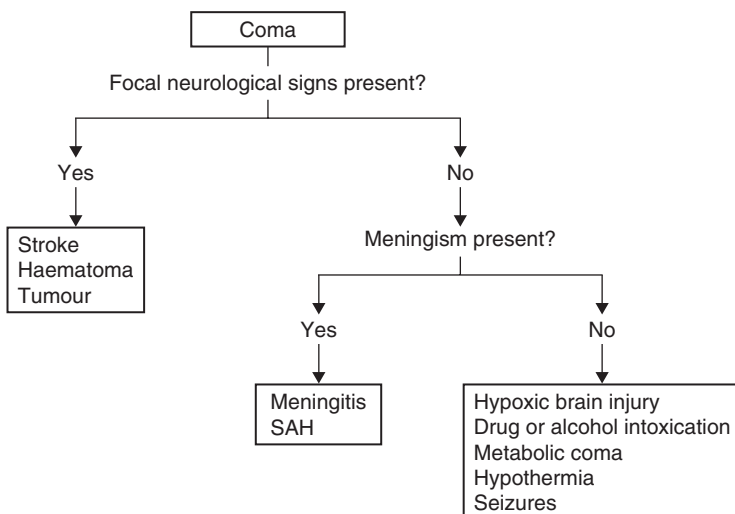 Coma
Focal neurological signs present?
Yes
No
Stroke
Haematoma
Tumour
Meningism present?
Yes
No
Meningitis
SAH
Hypoxic brain injury
Drug or alcohol intoxication
Metabolic coma
Hypothermia
Seizures